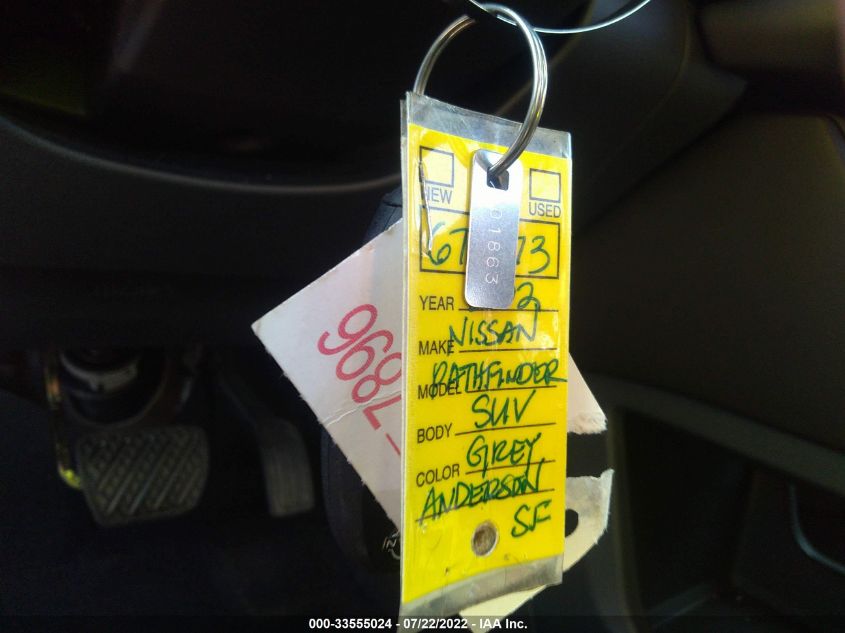 NEW USED
01863
YEAR
MAKE NISSAN
MODEL PATHFINDER
BODY SUV
COLOR GREY
ANDERSON
SF
7896
000-33555024 - 07/22/2022 - IAA Inc.